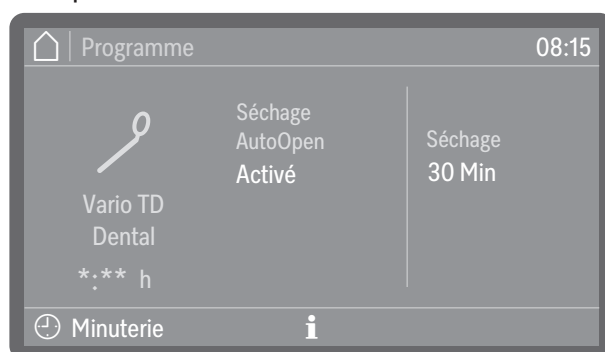 Programme 08:15
Séchage
AutoOpen
Activé
Séchage
30 Min
Vario TD
Dental
*:** h
Minuterie i